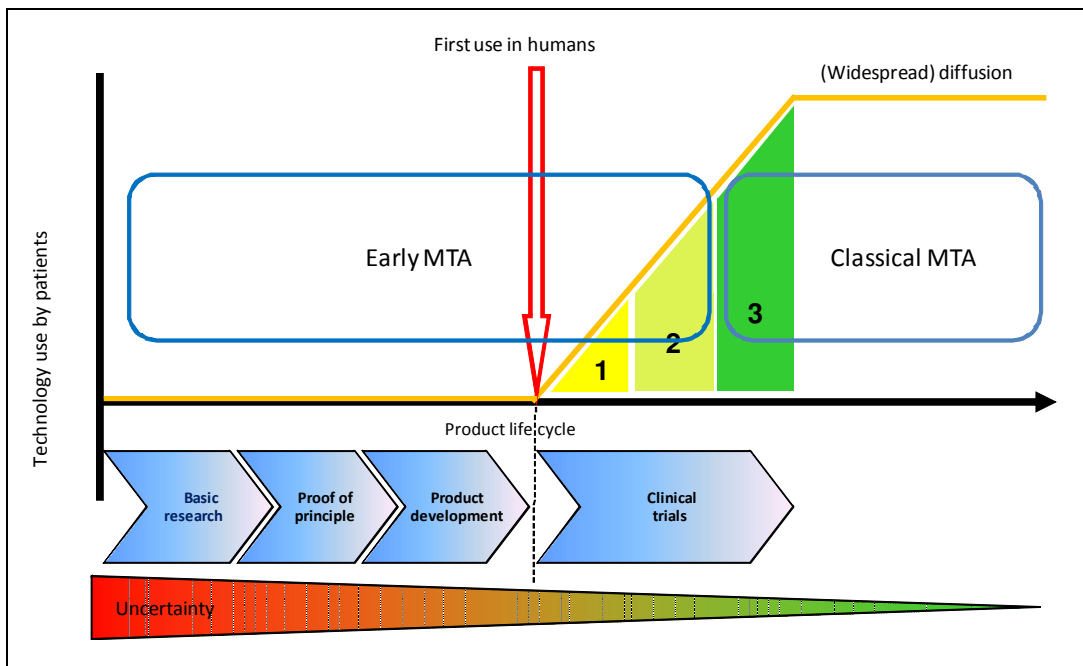 First use in humans
(Widespread) diffusion
Technology use by patients
Early MTA
Classical MTA
1
2
3
Product life cycle
Basic
research
Proof of
principle
Product
development
Clinical
trials
Uncertainty